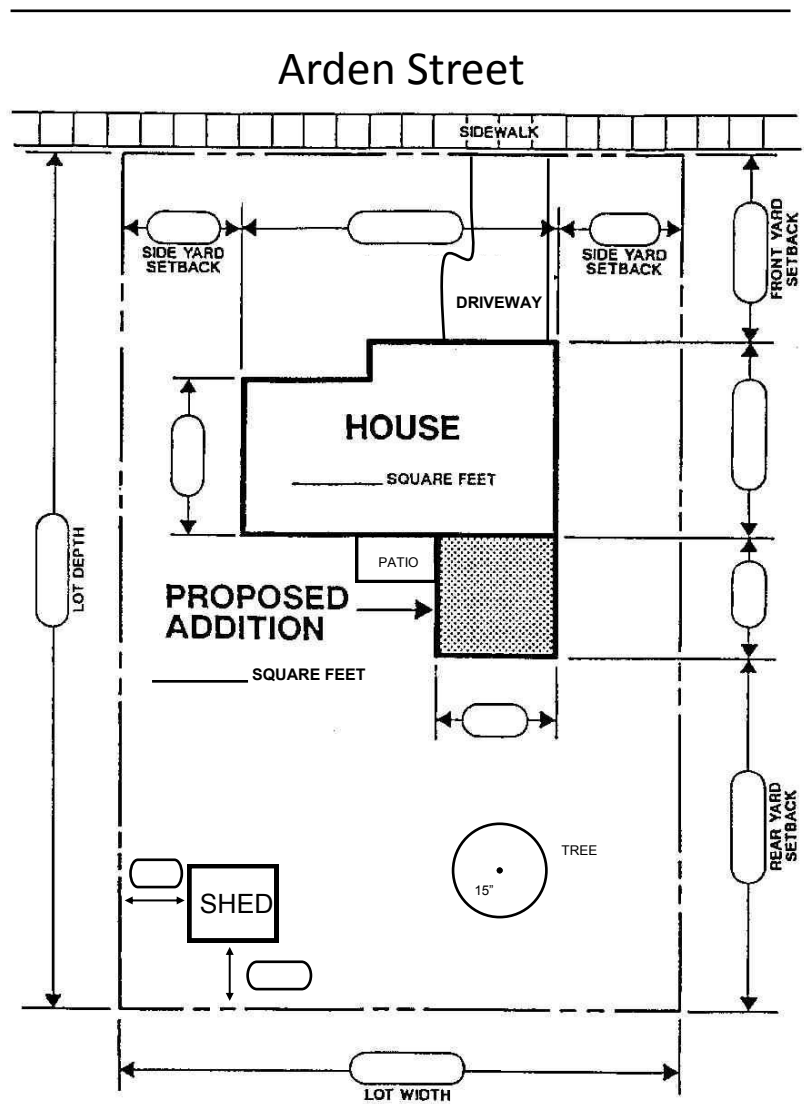 Arden Street
SIDEWALK
SIDE YARD
SETBACK
SIDE YARD
SETBACK
FRONT YARD
SETBACK
DRIVEWAY
HOUSE
SQUARE FEET
LOT DEPTH
PATIO
PROPOSED
ADDITION
SQUARE FEET
REAR YARD
SETBACK
TREE
15"
SHED
LOT WIDTH